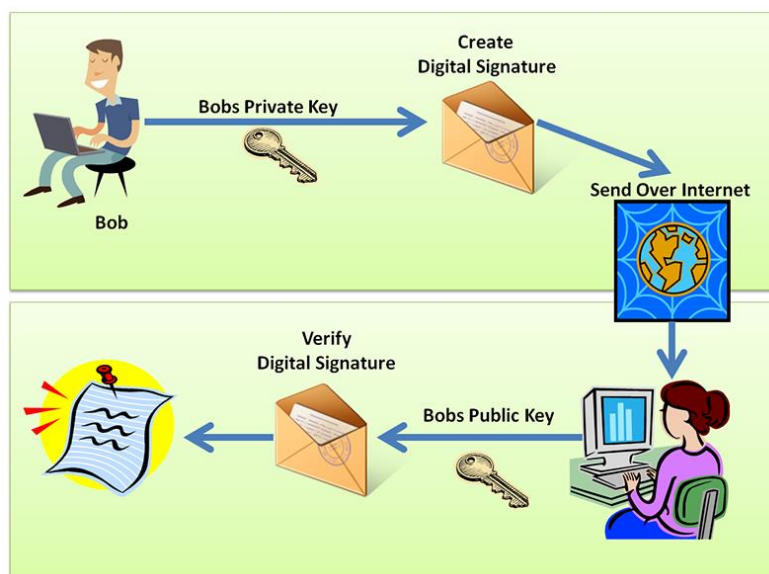 Create
Digital Signature
Bobs Private Key
Bob
Send Over Internet
Verify
Digital Signature
Bobs Public Key